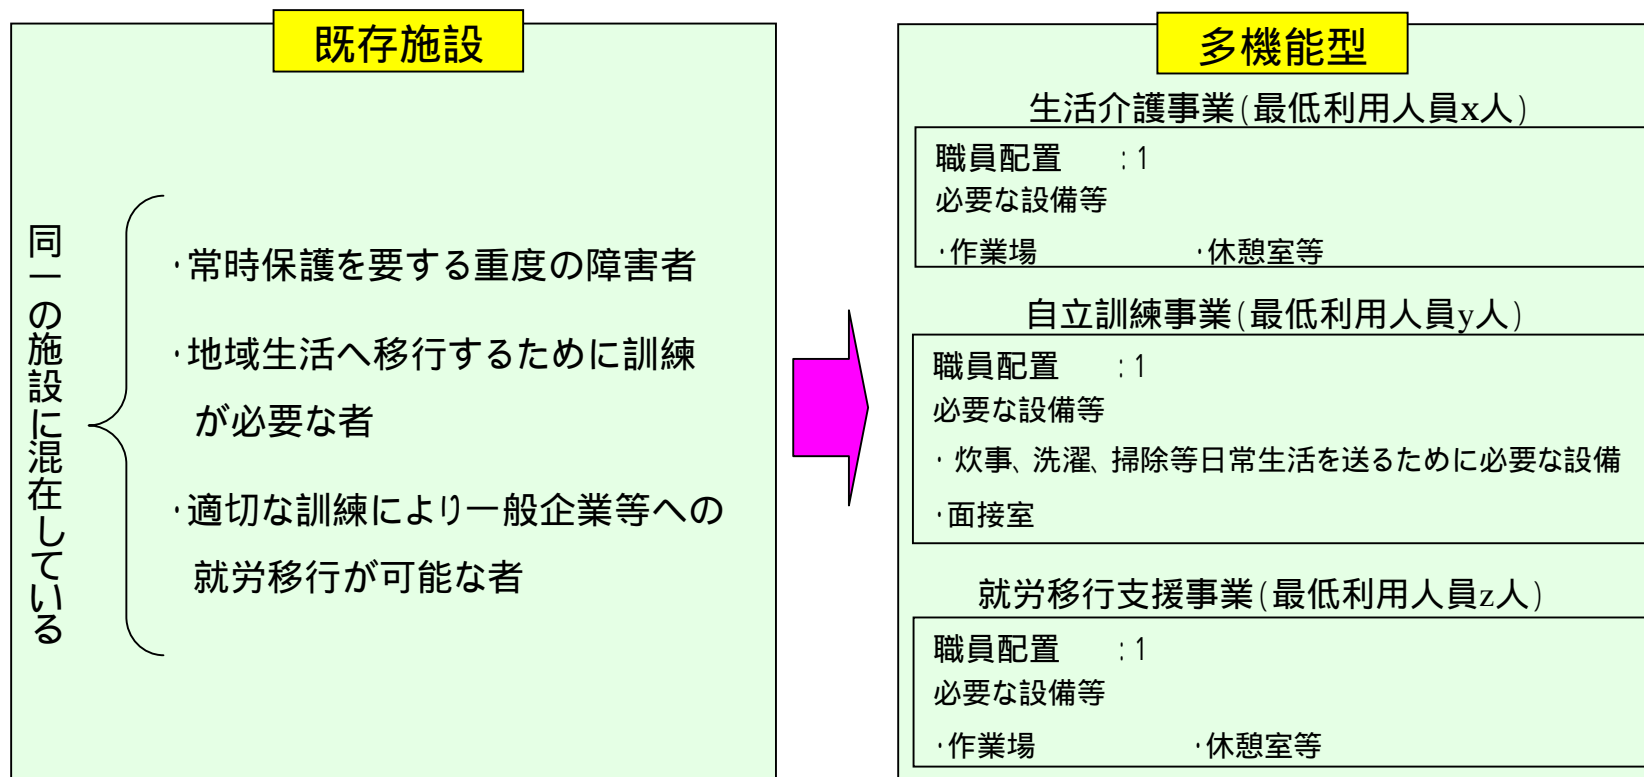 既存施設
同一の施設に混在している
・常時保護を要する重度の障害者
・地域生活へ移行するために訓練
が必要な者
・適切な訓練により一般企業等への
就労移行が可能な者
多機能型
生活介護事業(最低利用人員x人)
職員配置　　:1
必要な設備等
・作業場　　　　　・休憩室等
自立訓練事業(最低利用人員y人)
職員配置　　:1
必要な設備等
・炊事、洗濯、掃除等日常生活を送るために必要な設備
・面接室
就労移行支援事業(最低利用人員z人)
職員配置　　:1
必要な設備等
・作業場　　　　　・休憩室等